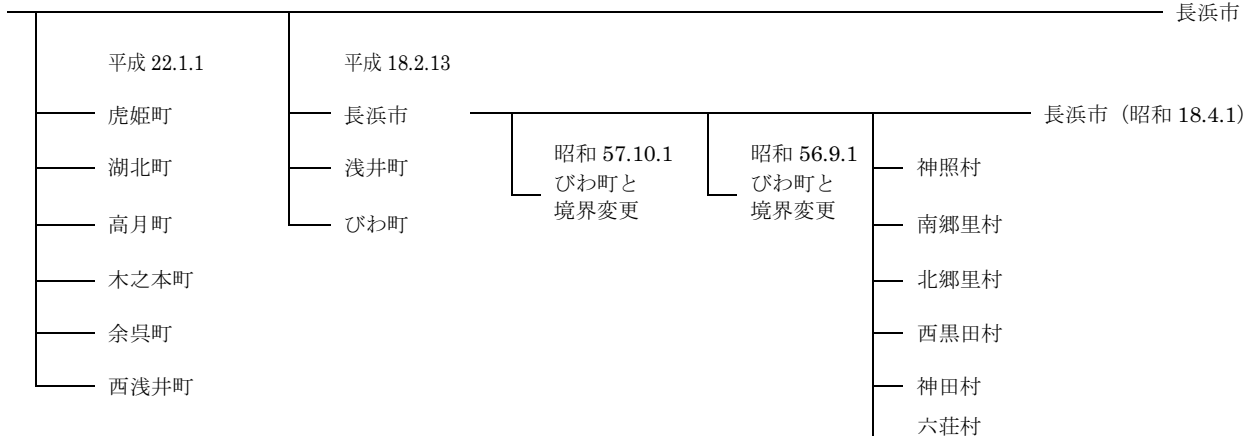 長浜市
平成 22.1.1
虎姫町
湖北町
高月町
木之本町
余呉町
西浅井町
平成 18.2.13
長浜市
浅井町
びわ町
昭和 57.10.1
びわ町と
境界変更
昭和 56.9.1
びわ町と
境界変更
長浜市（昭和 18.4.1）
神照村
南郷里村
北郷里村
西黒田村
神田村
六荘村